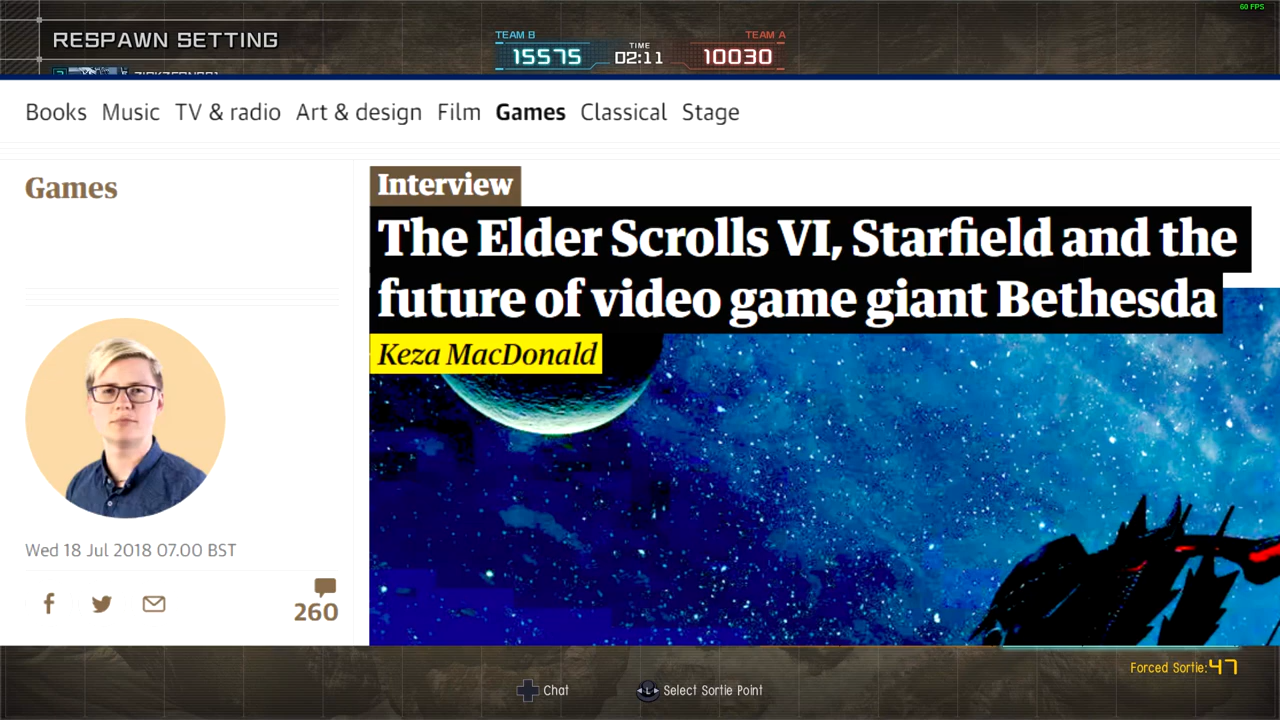 60 FPS
RESPAWN SETTING
TEAM B
TIME
TEAM A
15575
02:11
10030
Books Music TV & radio Art & design Film Games Classical Stage
Games
Interview
The Elder Scrolls VI, Starfield and the
future of video game giant Bethesda
Keza MacDonald
Wed 18 Jul 2018 07.00 BST
260
Forced Sortie:47
Chat
L Select Sortie Point